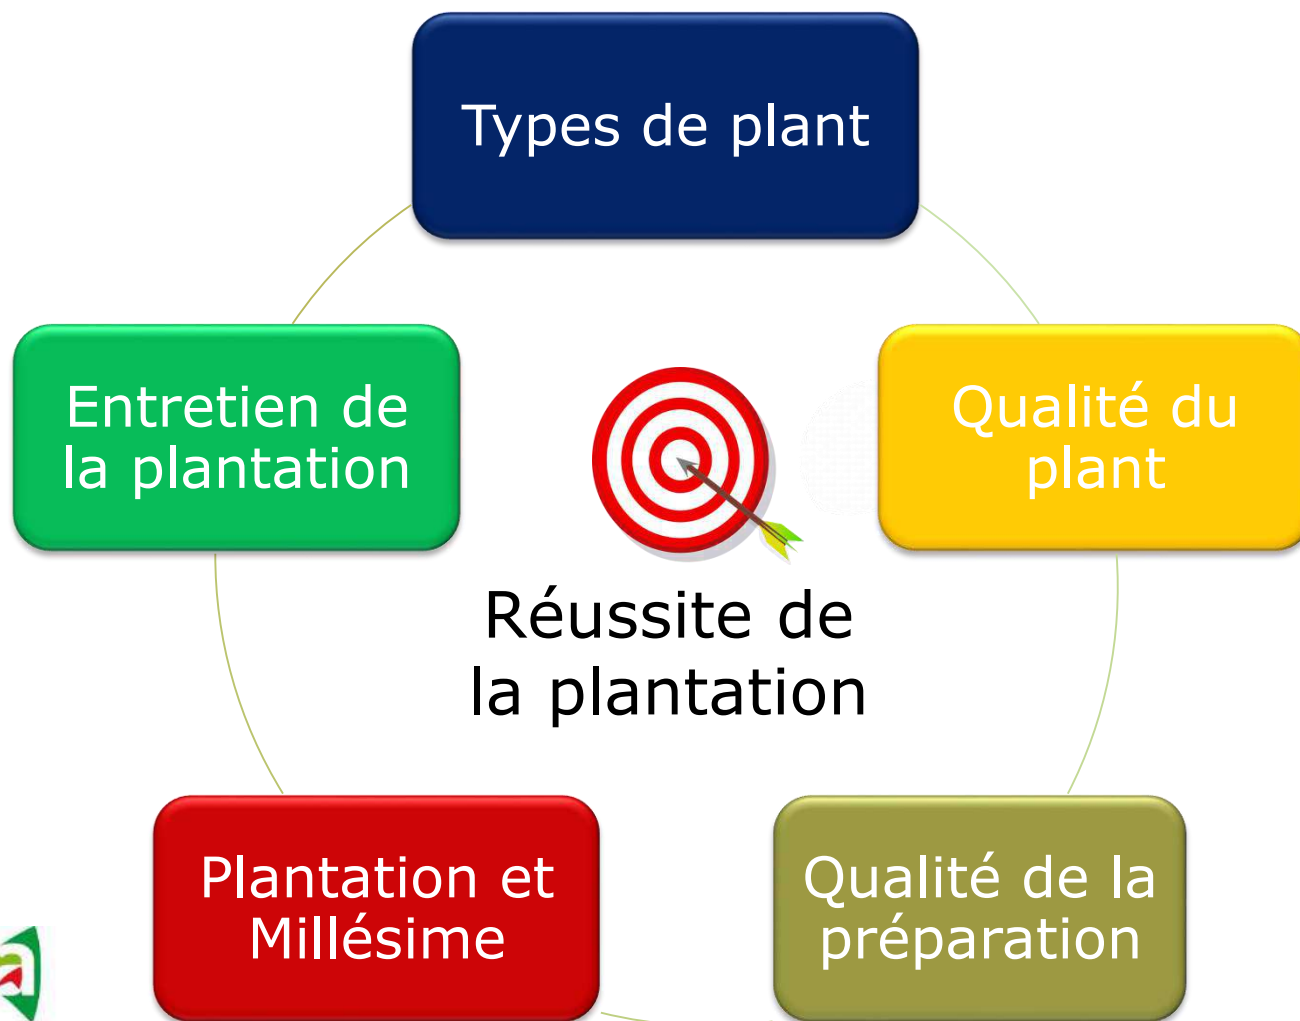 Types de plant
Entretien de
la plantation
Qualité du
plant
Réussite de
la plantation
Plantation et
Millésime
Qualité de la
préparation